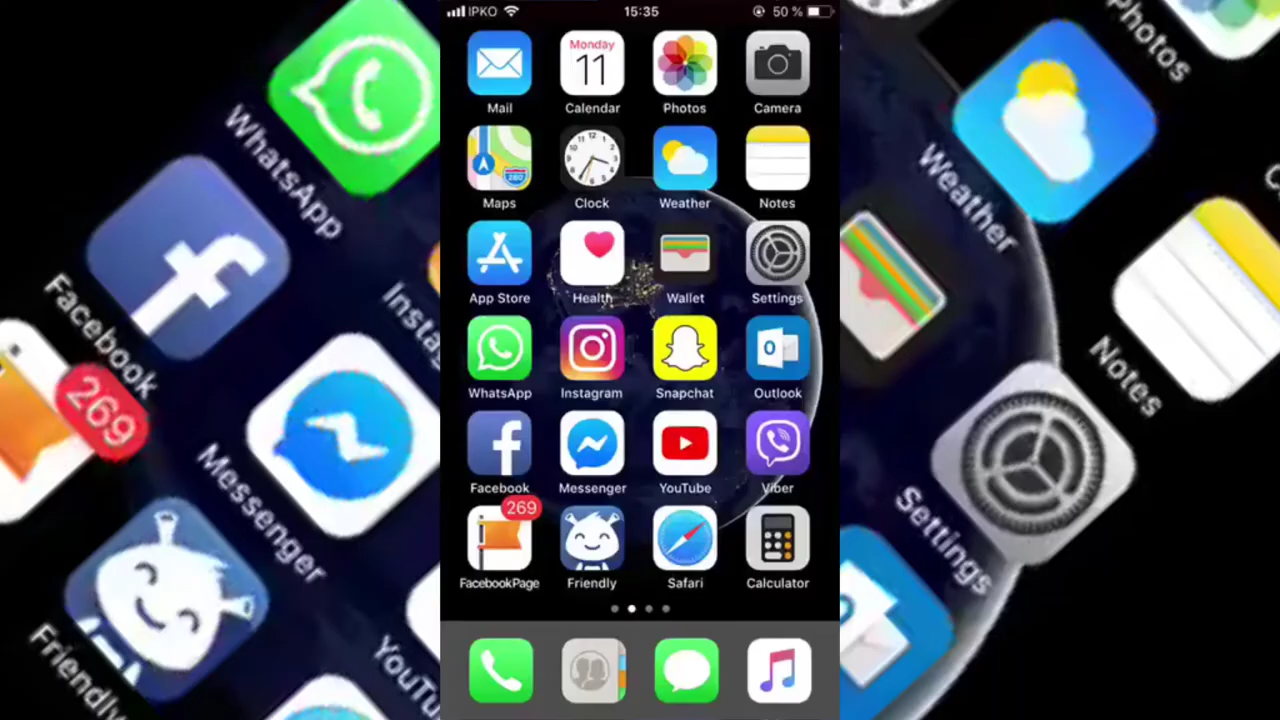 IPKO 15:35 50 %
Monday
11
Mail Calendar Photos Camera
280
Maps Clock Weather Notes
App Store Health Wallet Settings
WhatsApp Instagram Snapchat Outlook
Facebook Messenger YouTube Viber
269
FacebookPage Friendly Safari Calculator
WhatsApp
Facebook
269
Messenger
Friendly
Photos
Weather
Notes
Settings